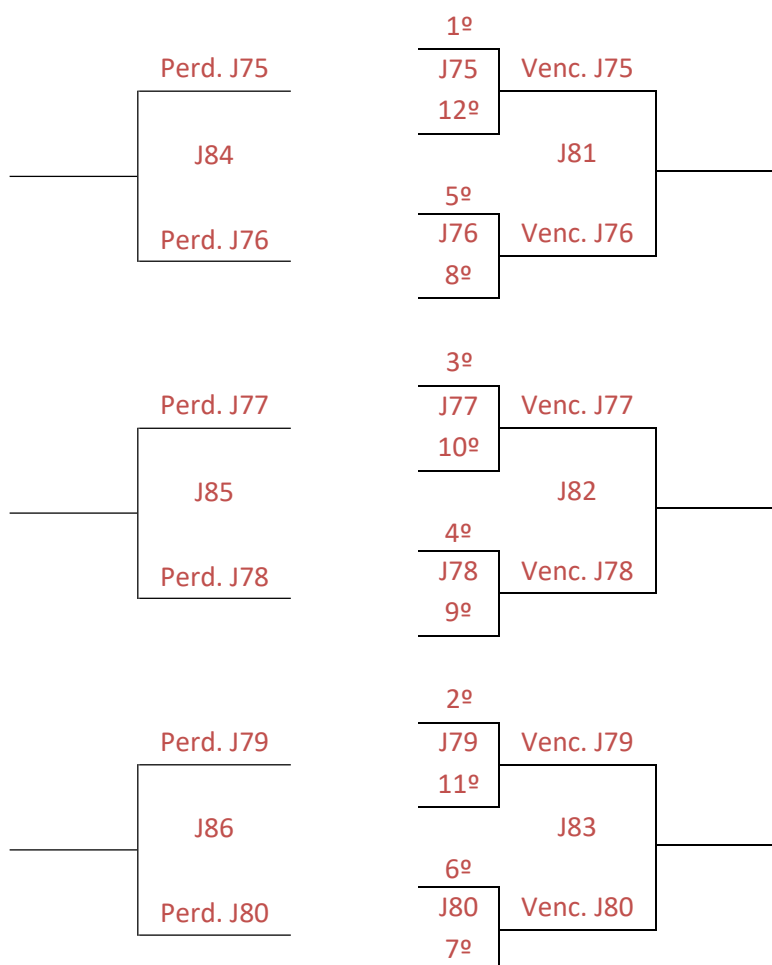 1º
Perd. J75
J75
Venc. J75
12º
J84
J81
5º
Perd. J76
J76
Venc. J76
8º
3º
Perd. J77
J77
Venc. J77
10º
J85
J82
4º
Perd. J78
J78
Venc. J78
9º
2º
Perd. J79
J79
Venc. J79
11º
J86
J83
6º
Perd. J80
J80
Venc. J80
7º